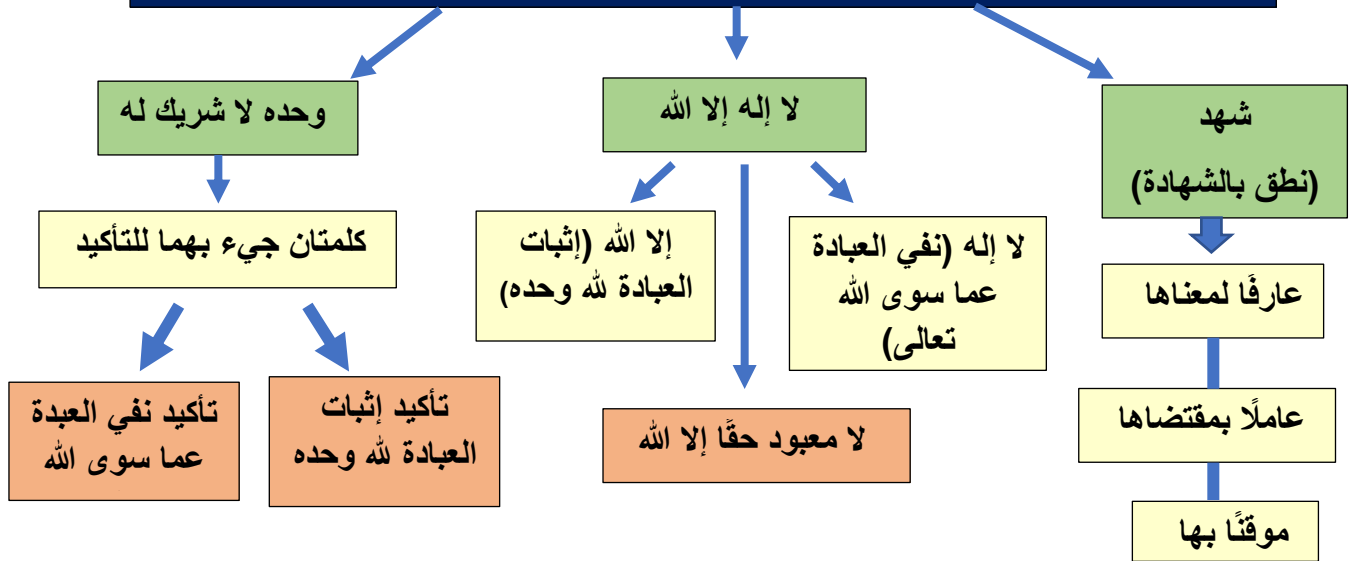 شهد
(نطق بالشهادة)
عارفًا لمعناها
عاملًا بمقتضاها
موقنًا بها
لا إله إلا الله
لا إله (نفي العبادة
عما سوى الله
تعالى)
إلا الله (إثبات
العبادة لله وحده)
لا معبود حقًا إلا الله
وحده لا شريك له
كلمتان جيء بهما للتأكيد
تأكيد إثبات
العبادة لله وحده
تأكيد نفي العبدة
عما سوى الله